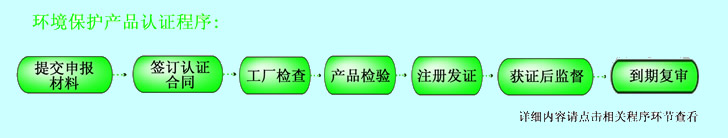 环境保护产品认证程序:
提交申报
材料
签订认证
合同
工厂检查
产品检验
注册发证
获证后监督
到期复审
详细内容请点击相关程序环节查看